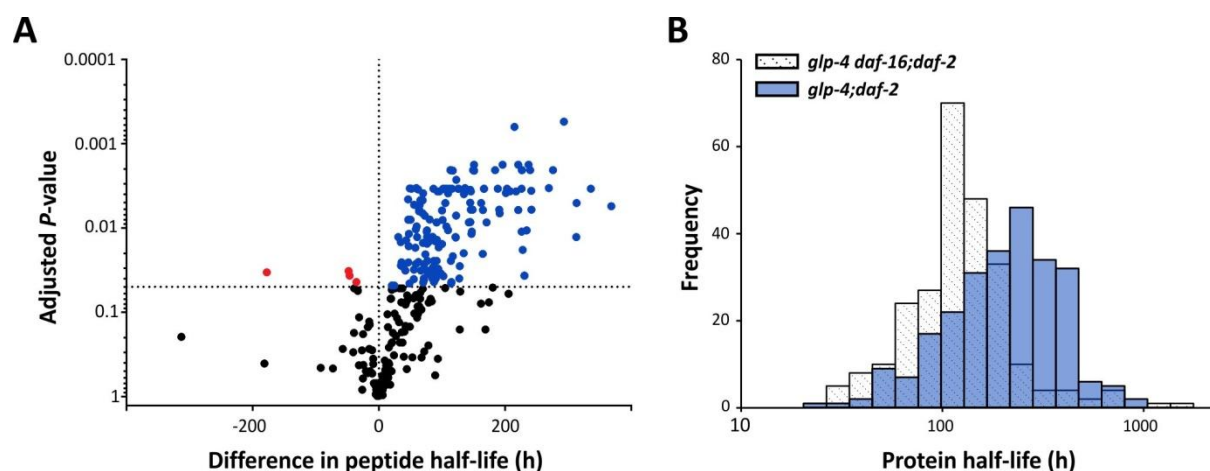 A
0.0001
0.001
0.01
0.1
1
Adjusted P-value
-200
0
200
Difference in peptide half-life (h)
B
glp-4 daf-16;daf-2
glp-4;daf-2
80
60
40
20
0
Frequency
10
100
1000
Protein half-life (h)